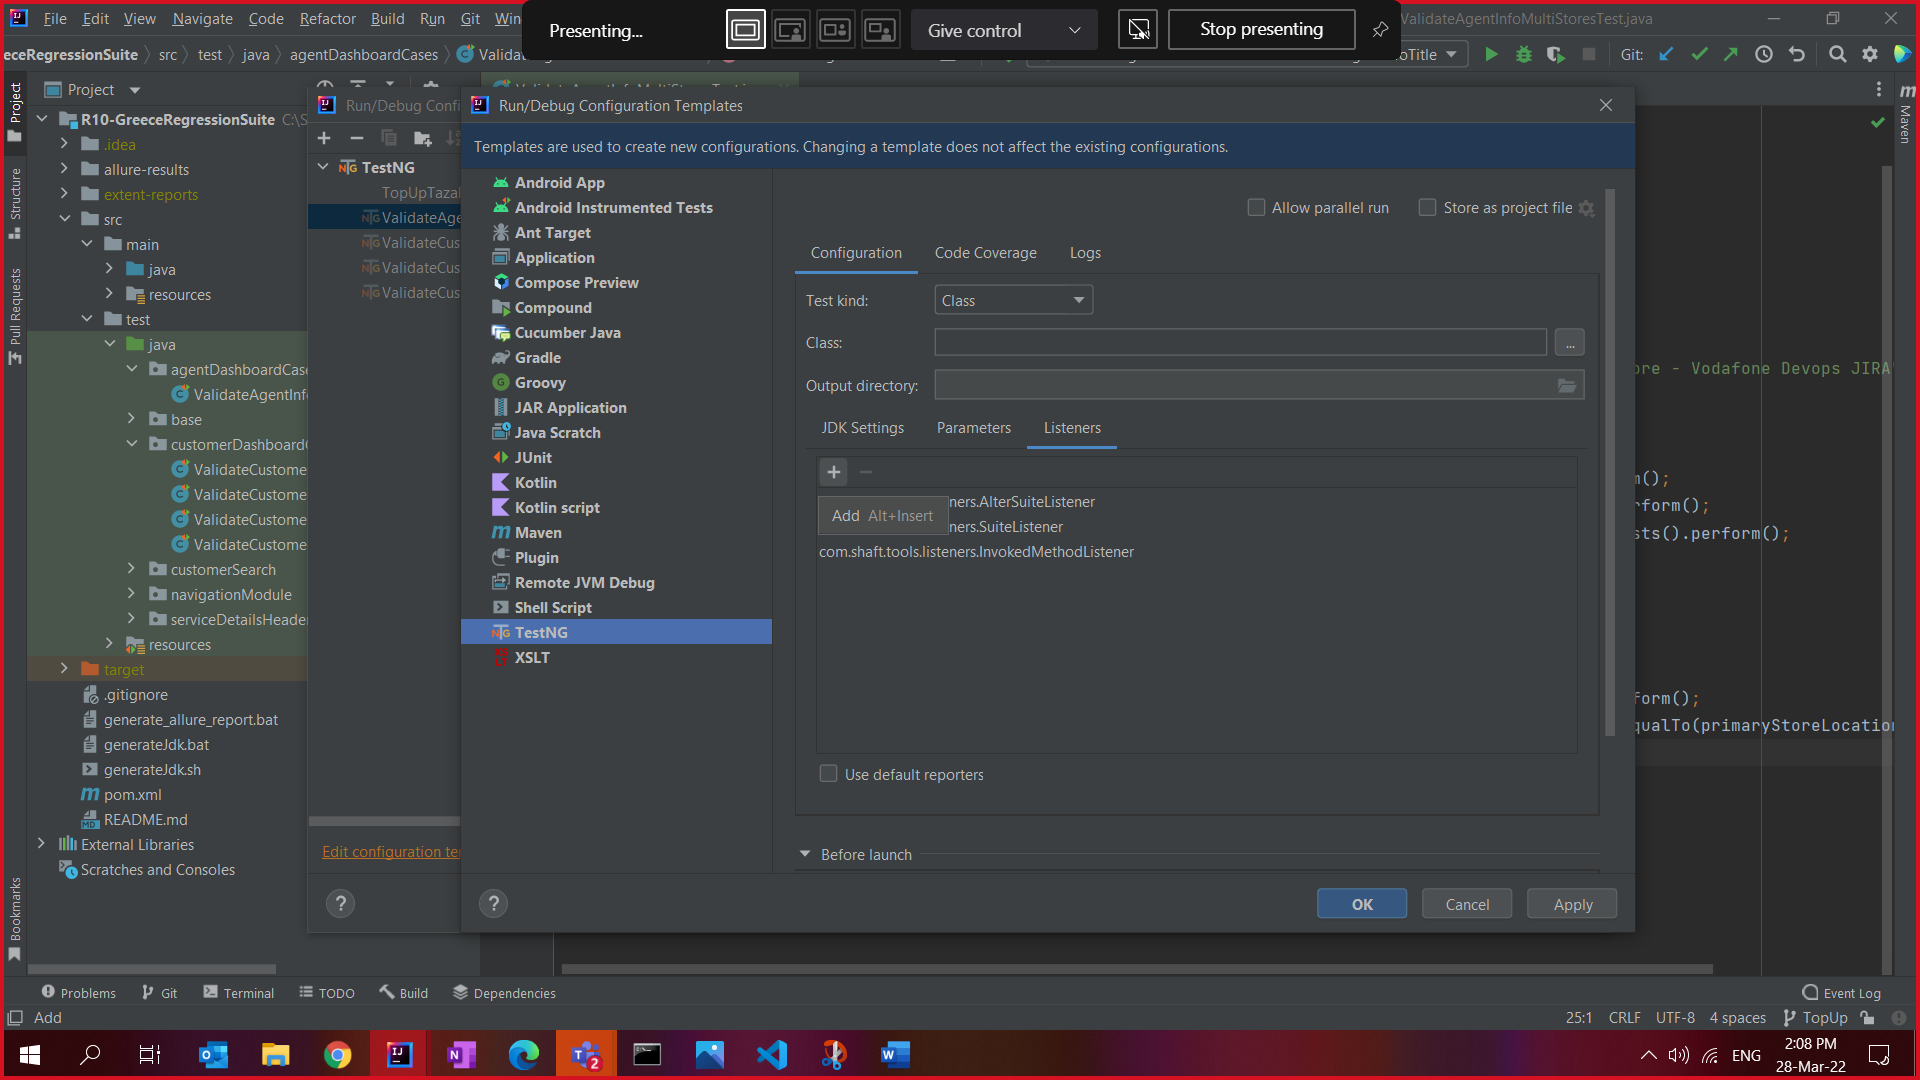 File Edit View Navigate Code Refactor Build Run Git Win
Presenting...
Give control
Stop presenting
ValidateAgentInfoMultiStoresTest.java
eceRegressionSuite src test java agentDashboardCases
oTitle
Git:
Project
Run/Debug Confi
Run/Debug Configuration Templates
Templates are used to create new configurations. Changing a template does not affect the existing configurations.
Project
Structure
Pull Requests
Bookmarks
Maven
R10-GreeceRegressionSuite C:\S
.idea
allure-results
extent-reports
src
main
java
resources
test
java
agentDashboardCase
ValidateAgentInf
base
customerDashboardC
ValidateCustome
ValidateCustome
ValidateCustome
ValidateCustome
customerSearch
navigationModule
serviceDetailsHeade
resources
target
.gitignore
generate_allure_report.bat
generateJdk.bat
generateJdk.sh
pom.xml
README.md
External Libraries
Scratches and Consoles
TestNG
TopUpTaza
ValidateAge
ValidateCus
ValidateCus
ValidateCus
Edit configuration te
Android App
Android Instrumented Tests
Ant Target
Application
Compose Preview
Compound
Cucumber Java
Gradle
Groovy
JAR Application
Java Scratch
JUnit
Kotlin
Kotlin script
Maven
Plugin
Remote JVM Debug
Shell Script
TestNG
XSLT
Allow parallel run Store as project file
Configuration Code Coverage Logs
Test kind: Class
Class: ...
Output directory:
JDK Settings Parameters Listeners
ners.AlterSuiteListener
Add Alt+Insert
ners.SuiteListener
com.shaft.tools.listeners.InvokedMethodListener
Use default reporters
Before launch
OK Cancel Apply
ore - Vodafone Devops JIRA
();
rform();
sts().perform();
form();
qualTo(primaryStoreLocation
Problems Git Terminal TODO Build Dependencies Event Log
Add 25:1 CRLF UTF-8 4 spaces TopUp
ENG
2:08 PM
28-Mar-22
2